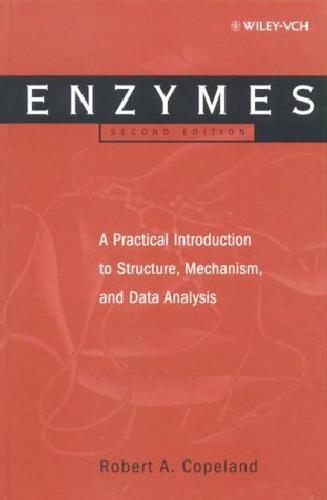 WILEY-VCH
ENZYMES
SECOND EDITION
A Practical Introduction
to Structure, Mechanism,
and Data Analysis
Robert A. Copeland